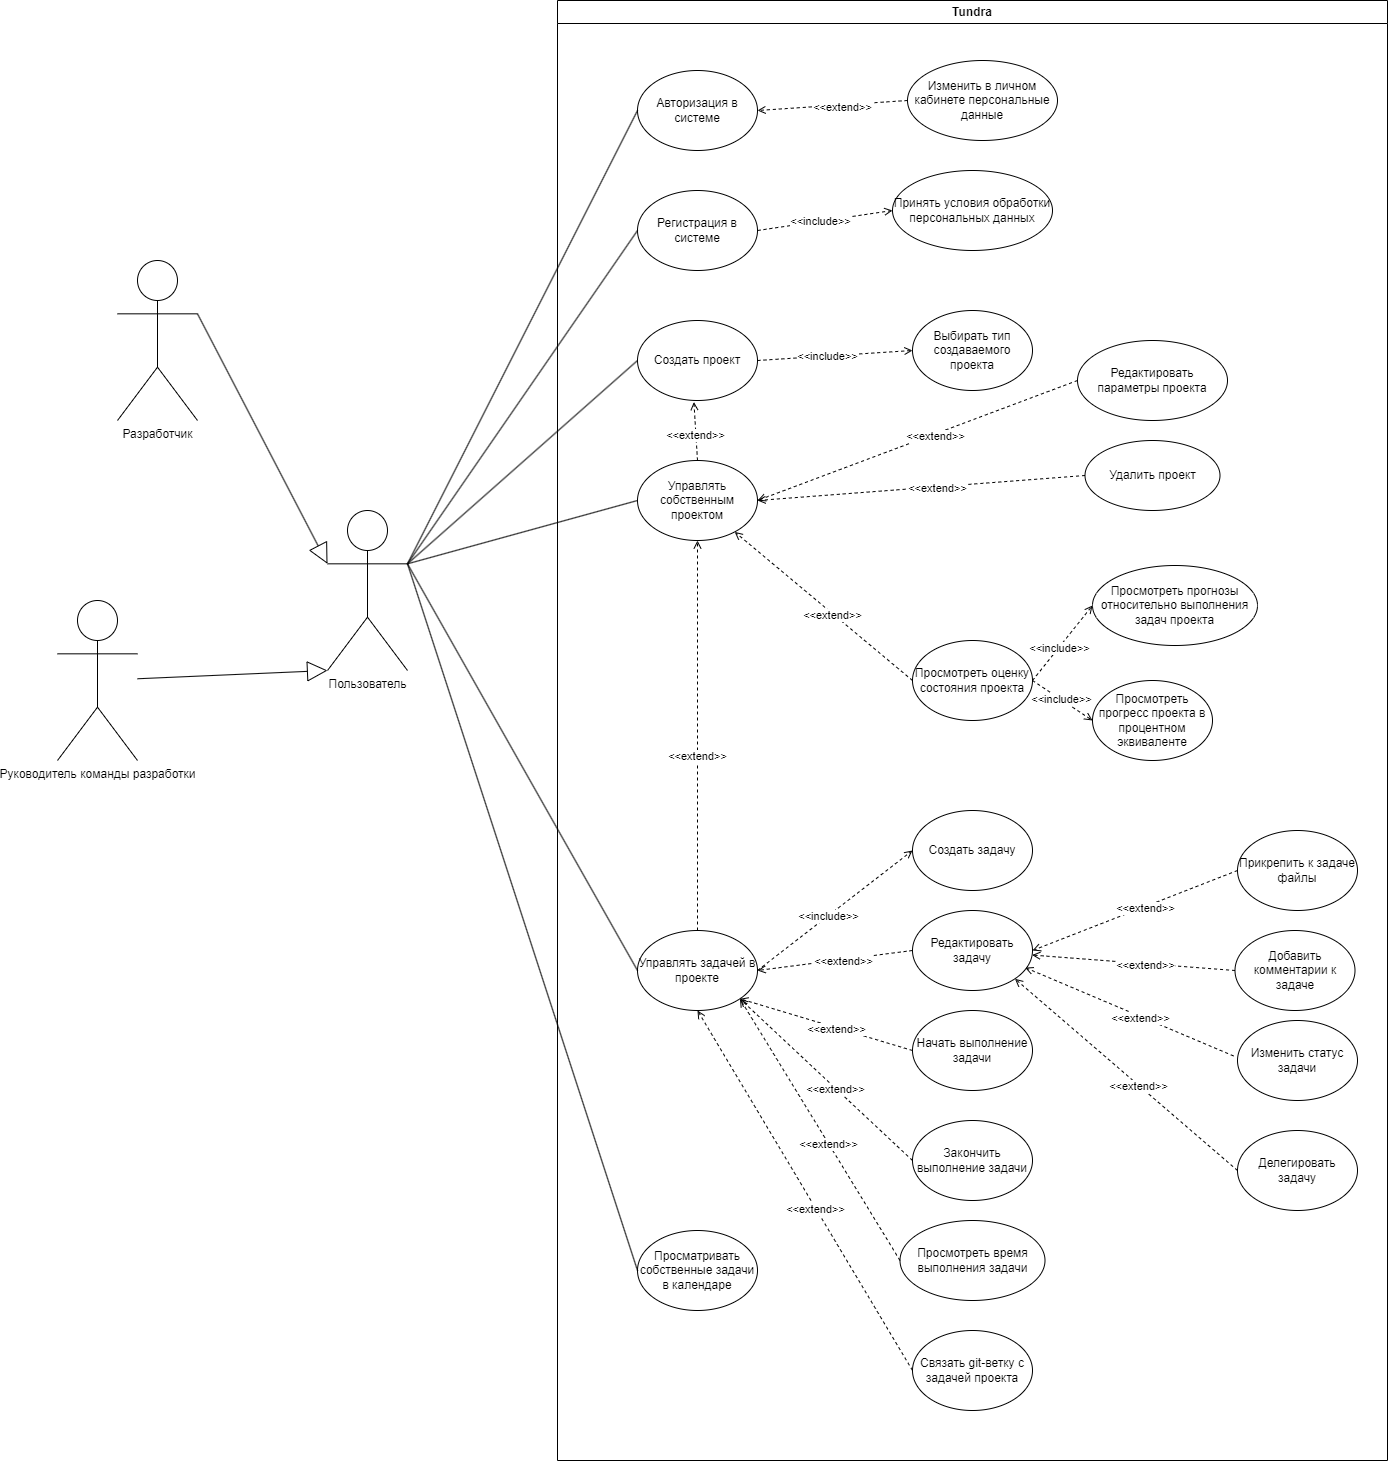 Tundra
Авторизация в
системе
<<extend>>
Изменить в личном
кабинете персональные
данные
Регистрация в
системе
<<include>>
Принять условия обработки
персональных данных
Создать проект
<<include>>
Выбирать тип
создаваемого
проекта
Редактировать
параметры проекта
<<extend>>
<<extend>>
Разработчик
Управлять
собственным
проектом
<<extend>>
Удалить проект
Просмотреть прогнозы
относительно выполнения
задач проекта
<<extend>>
<<include>>
Просмотреть оценку
состояния проекта
<<include>>
Просмотреть
прогресс проекта в
процентном
эквиваленте
Пользователь
Руководитель команды разработки
<<extend>>
Создать задачу
Прикрепить к задаче
файлы
<<include>>
<<extend>>
Управлять задачей в
проекте
<<extend>>
Редактировать
задачу
<<extend>>
Добавить
комментарии к
задаче
<<extend>>
<<extend>>
Начать выполнение
задачи
Изменить статус
задачи
<<extend>>
<<extend>>
<<extend>>
Закончить
выполнение задачи
Делегировать
задачу
<<extend>>
Просматривать
собственные задачи
в календаре
Просмотреть время
выполнения задачи
Связать git-ветку с
задачей проекта